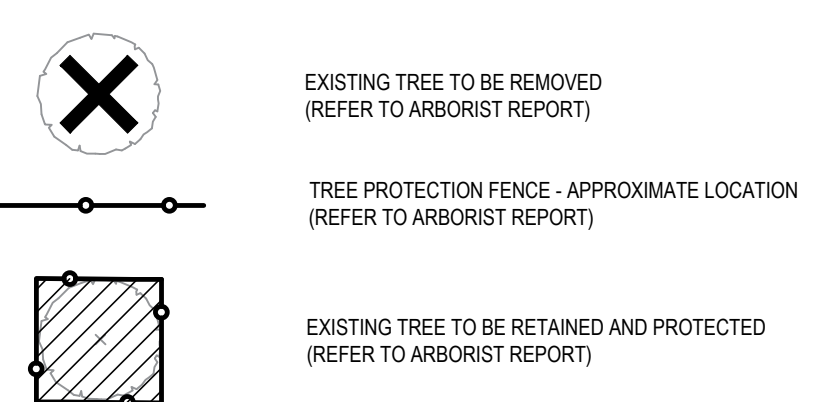 EXISTING TREE TO BE REMOVED
(REFER TO ARBORIST REPORT)
TREE PROTECTION FENCE - APPROXIMATE LOCATION
(REFER TO ARBORIST REPORT)
EXISTING TREE TO BE RETAINED AND PROTECTED
(REFER TO ARBORIST REPORT)